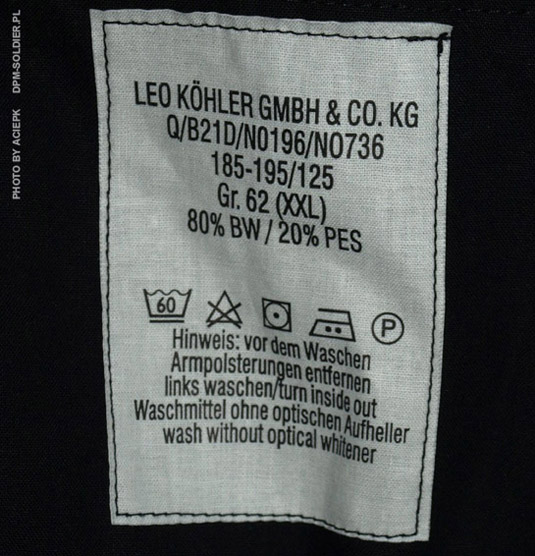 LEO KÖHLER GMBH & CO. KG
Q/B21D/N0196/NO736
185-195/125
Gr. 62 (XXL)
80% BW / 20% PES
60
P
Hinweis: vor dem Waschen
Armpolsterungen entfernen
links waschen/turn inside out
Waschmittel ohne optischen Aufheller
wash without optical whitener
PHOTO BY ACIEPK DPM-SOLDIER.PL